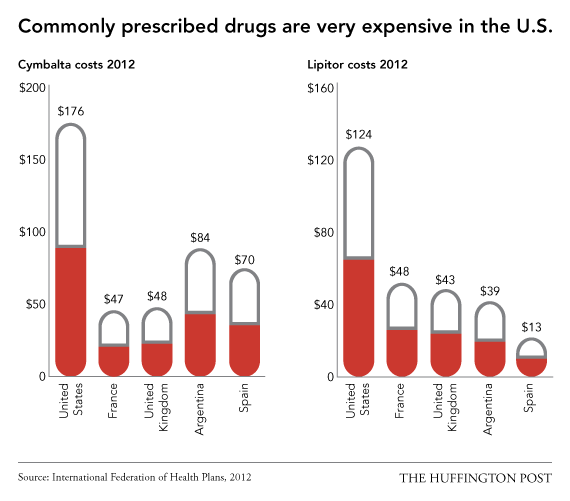 Commonly prescribed drugs are very expensive in the U.S.
Cymbalta costs 2012
$200
$150
$100
$50
0
$176
$47
$48
$84
$70
United
States
France
United
Kingdom
Argentina
Spain
Lipitor costs 2012
$160
$120
$80
$40
0
$124
$48
$43
$39
$13
United
States
France
United
Kingdom
Argentina
Spain
Source: International Federation of Health Plans, 2012
THE HUFFINGTON POST